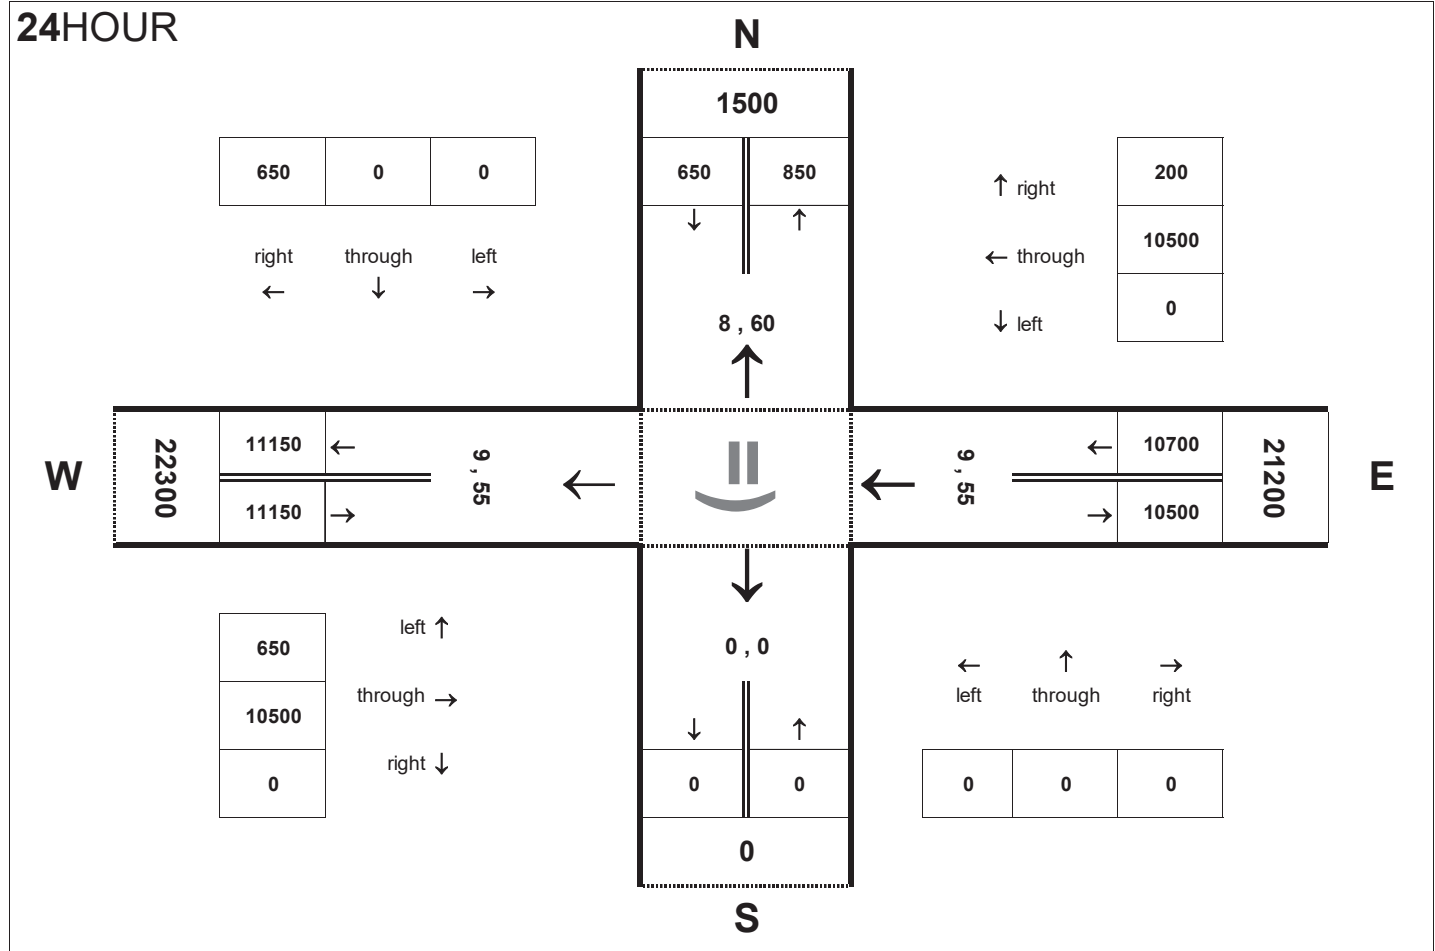 24HOUR
N
1500
650 0 0
650 850
200
↓ ↑
↑ right
10500
right through left
← through
← ↓ →
0
↓ left
8 , 60
↑
W
22300
11150 ←
11150 →
9 , 55
←
←
9 , 55
← 10700
→ 10500
21200
E
↓
650
left ↑
10500
through →
0
right ↓
0 , 0
← ↑ →
left through right
↓ ↑
0 0
0 0 0
0
S